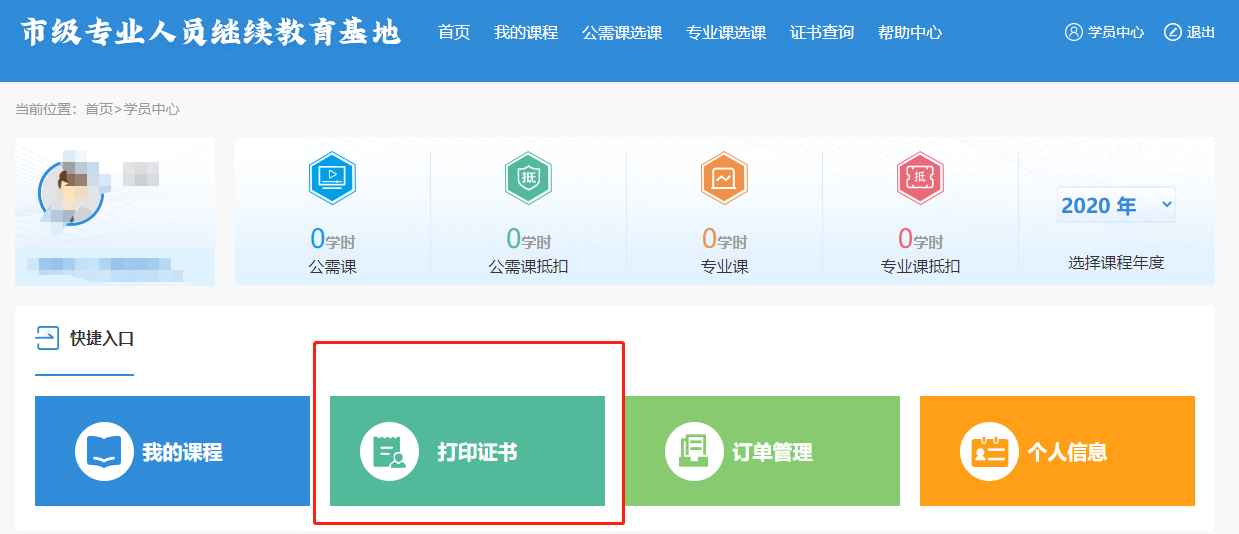 市级专业人员继续教育基地 首页 我的课程 公需课选课 专业课选课 证书查询 帮助中心 学员中心 退出
当前位置：首页>学员中心
抵 抵
0学时 0学时 0学时 0学时 2020 年
公需课 公需课抵扣 专业课 专业课抵扣 选择课程年度
快捷入口
我的课程 打印证书 订单管理 个人信息